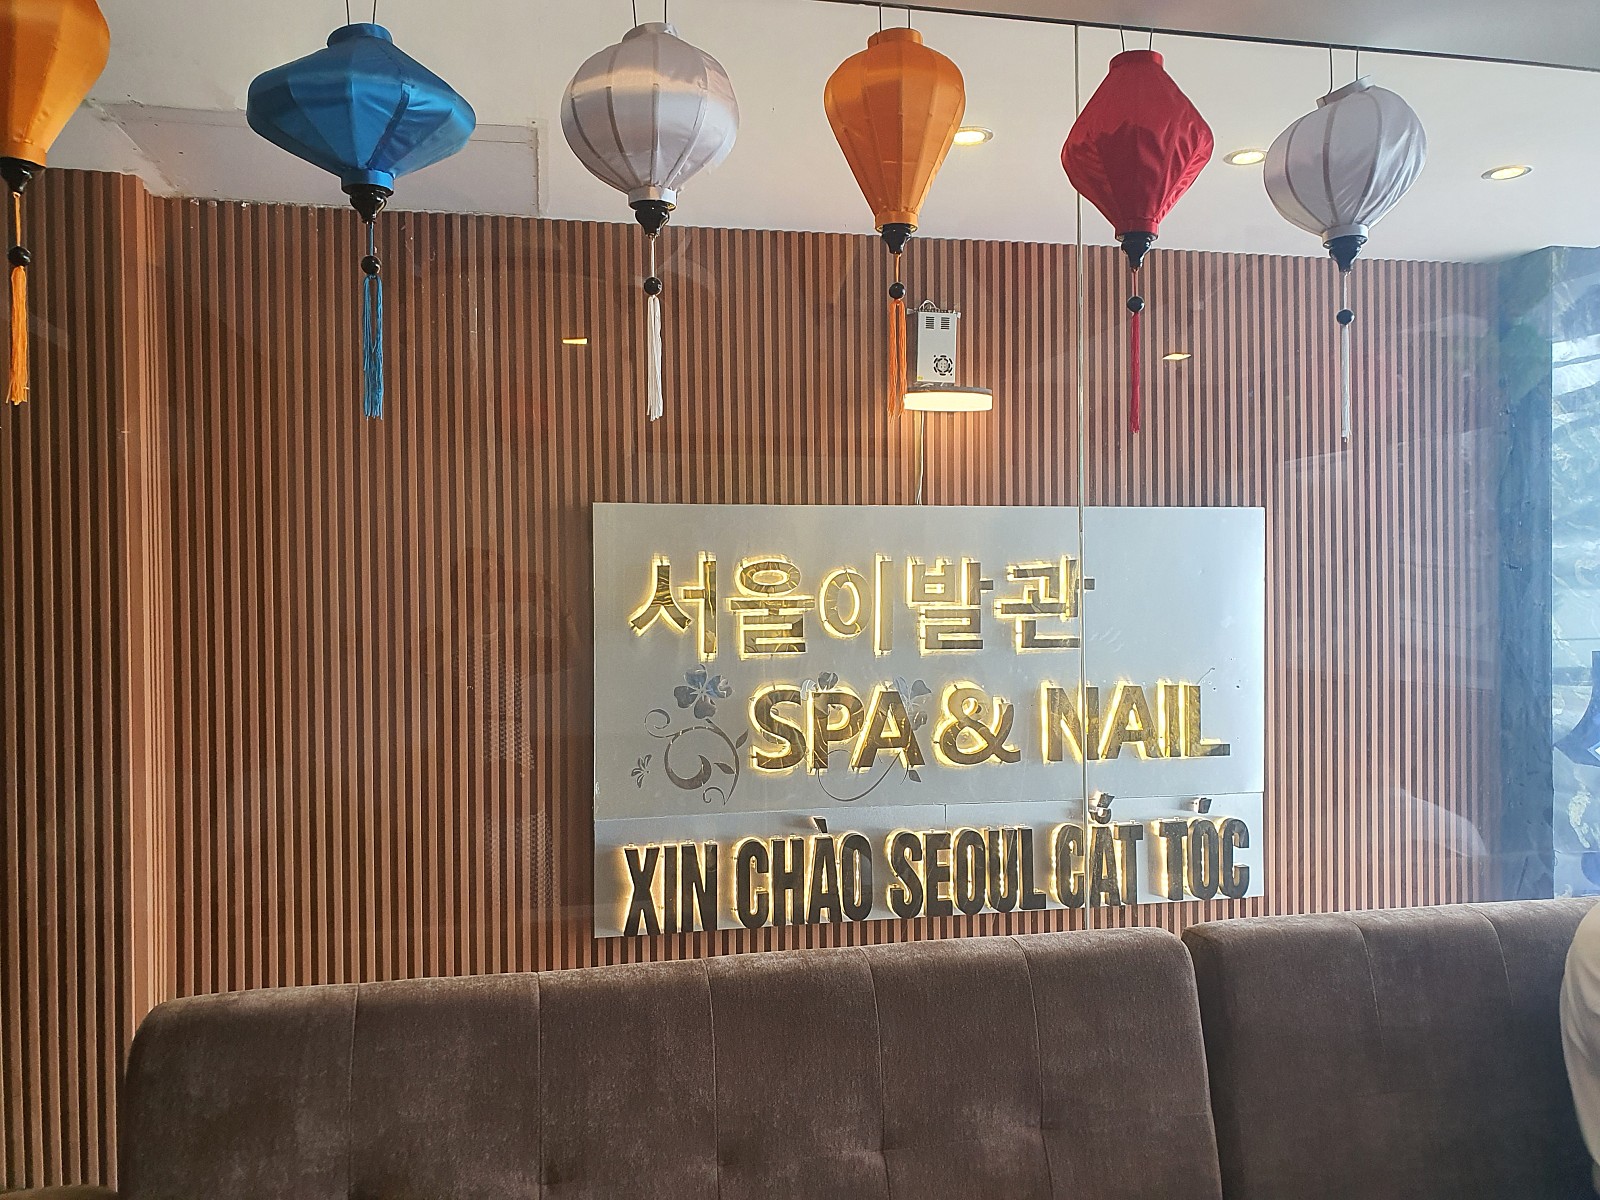 서울이발관
SPA & NAIL
XIN CHÀO SEOUL CẮT TÓC